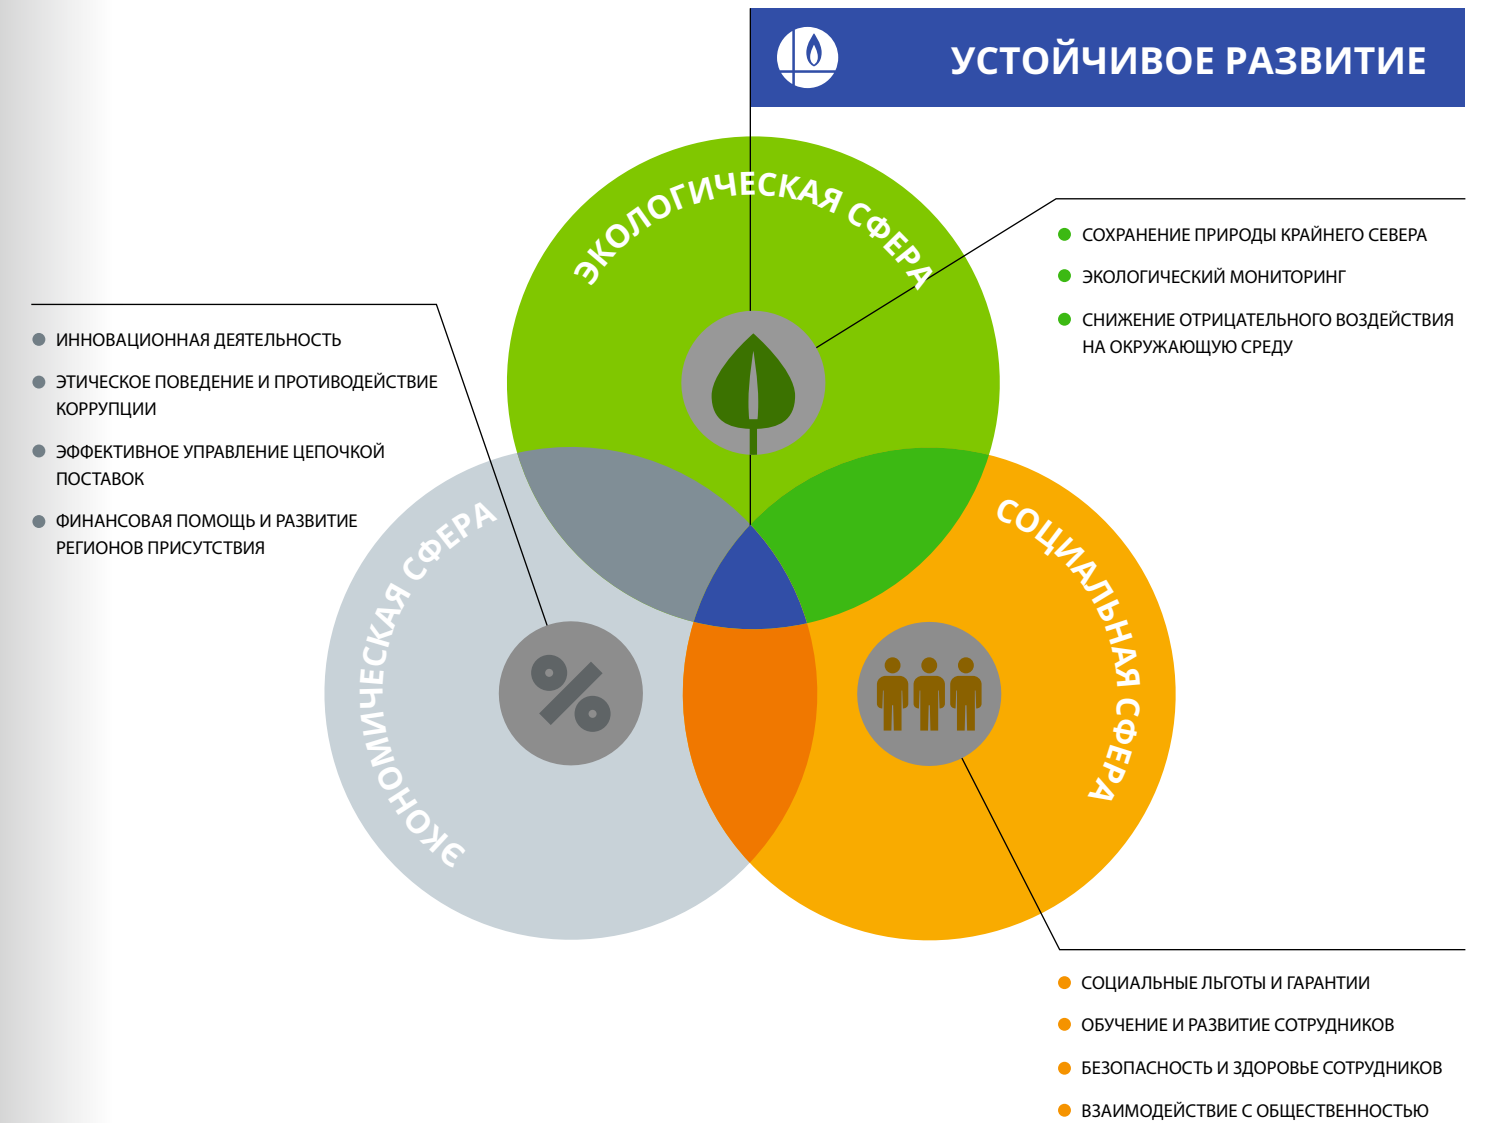 УСТОЙЧИВОЕ РАЗВИТИЕ
ЭКОЛОГИЧЕСКАЯ СФЕРА
СОХРАНЕНИЕ ПРИРОДЫ КРАЙНЕГО СЕВЕРА
ЭКОЛОГИЧЕСКИЙ МОНИТОРИНГ
СНИЖЕНИЕ ОТРИЦАТЕЛЬНОГО ВОЗДЕЙСТВИЯ
НА ОКРУЖАЮЩУЮ СРЕДУ
ИННОВАЦИОННАЯ ДЕЯТЕЛЬНОСТЬ
ЭТИЧЕСКОЕ ПОВЕДЕНИЕ И ПРОТИВОДЕЙСТВИЕ
КОРРУПЦИИ
ЭФФЕКТИВНОЕ УПРАВЛЕНИЕ ЦЕПОЧКОЙ
ПОСТАВОК
ФИНАНСОВАЯ ПОМОЩЬ И РАЗВИТИЕ
РЕГИОНОВ ПРИСУТСТВИЯ
ЭКОНОМИЧЕСКАЯ СФЕРА
%
СОЦИАЛЬНАЯ СФЕРА
СОЦИАЛЬНЫЕ ЛЬГОТЫ И ГАРАНТИИ
ОБУЧЕНИЕ И РАЗВИТИЕ СОТРУДНИКОВ
БЕЗОПАСНОСТЬ И ЗДОРОВЬЕ СОТРУДНИКОВ
ВЗАИМОДЕЙСТВИЕ С ОБЩЕСТВЕННОСТЬЮ